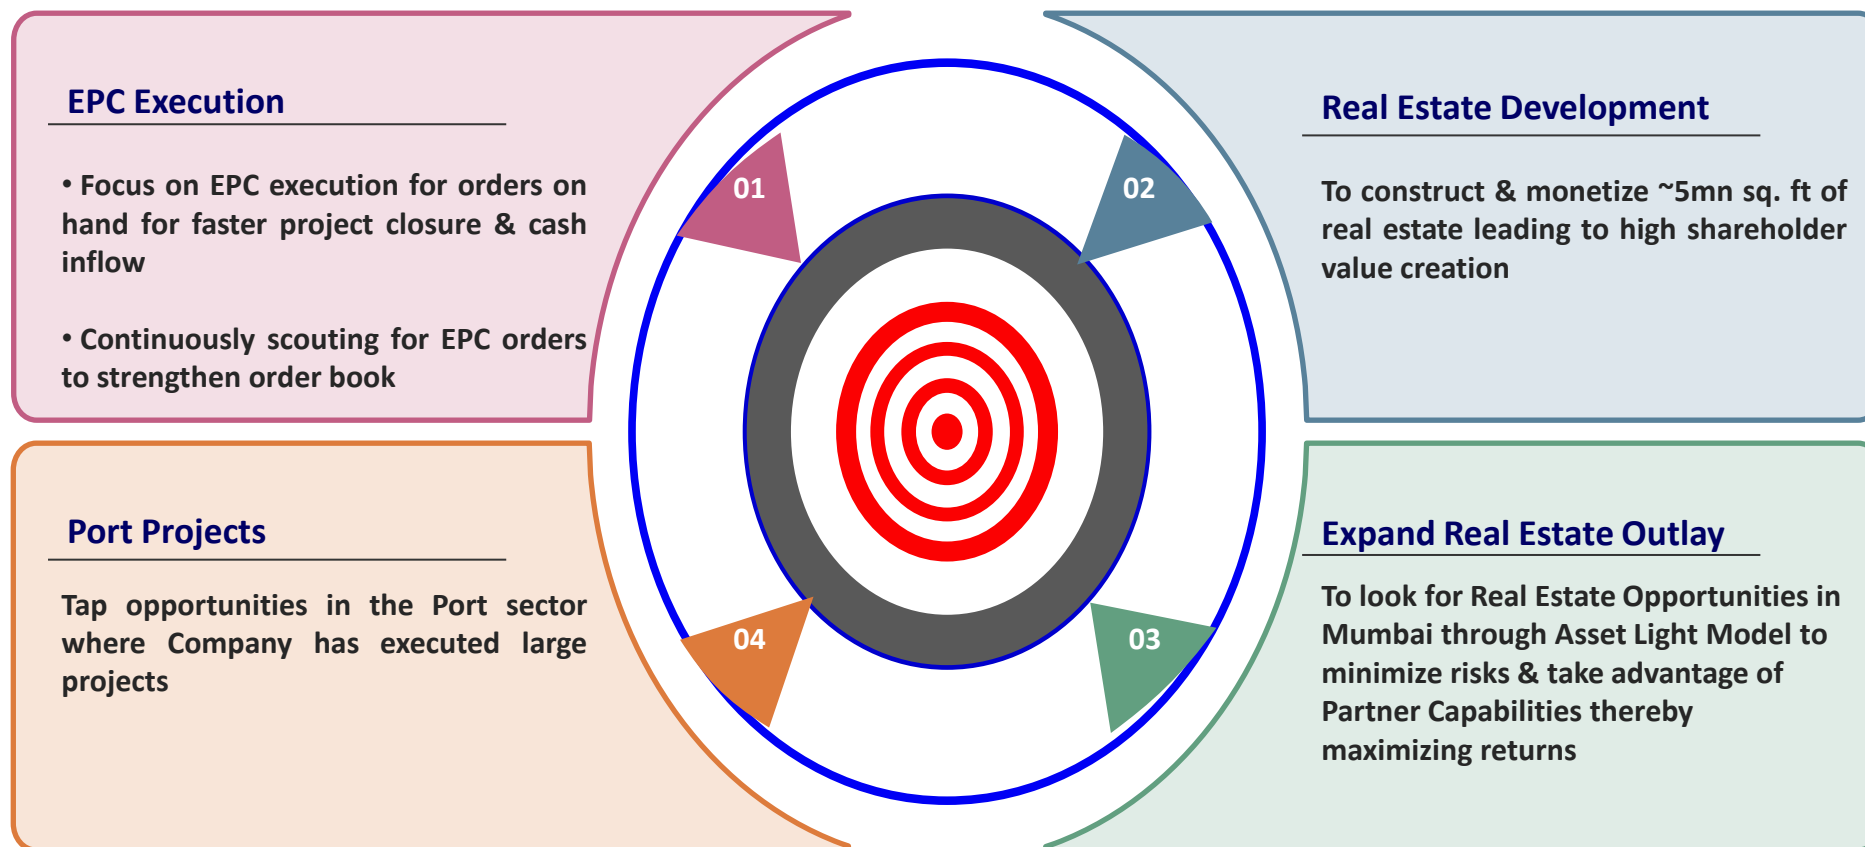 EPC Execution
• Focus on EPC execution for orders on
hand for faster project closure & cash
inflow
• Continuously scouting for EPC orders
to strengthen order book
01
02
Real Estate Development
To construct & monetize ~5mn sq. ft of
real estate leading to high shareholder
value creation
Port Projects
Tap opportunities in the Port sector
where Company has executed large
projects
04
03
Expand Real Estate Outlay
To look for Real Estate Opportunities in
Mumbai through Asset Light Model to
minimize risks & take advantage of
Partner Capabilities thereby
maximizing returns